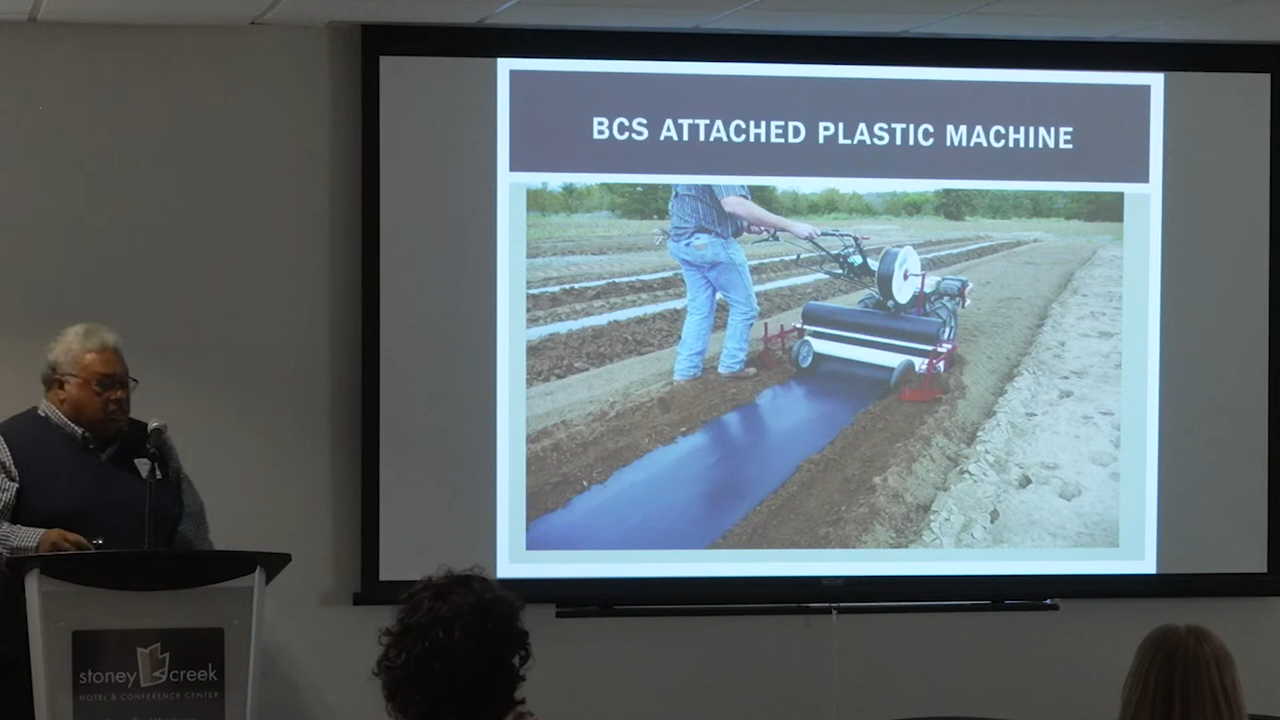 BCS ATTACHED PLASTIC MACHINE
stoney creek
HOTEL & CONFERENCE CENTER